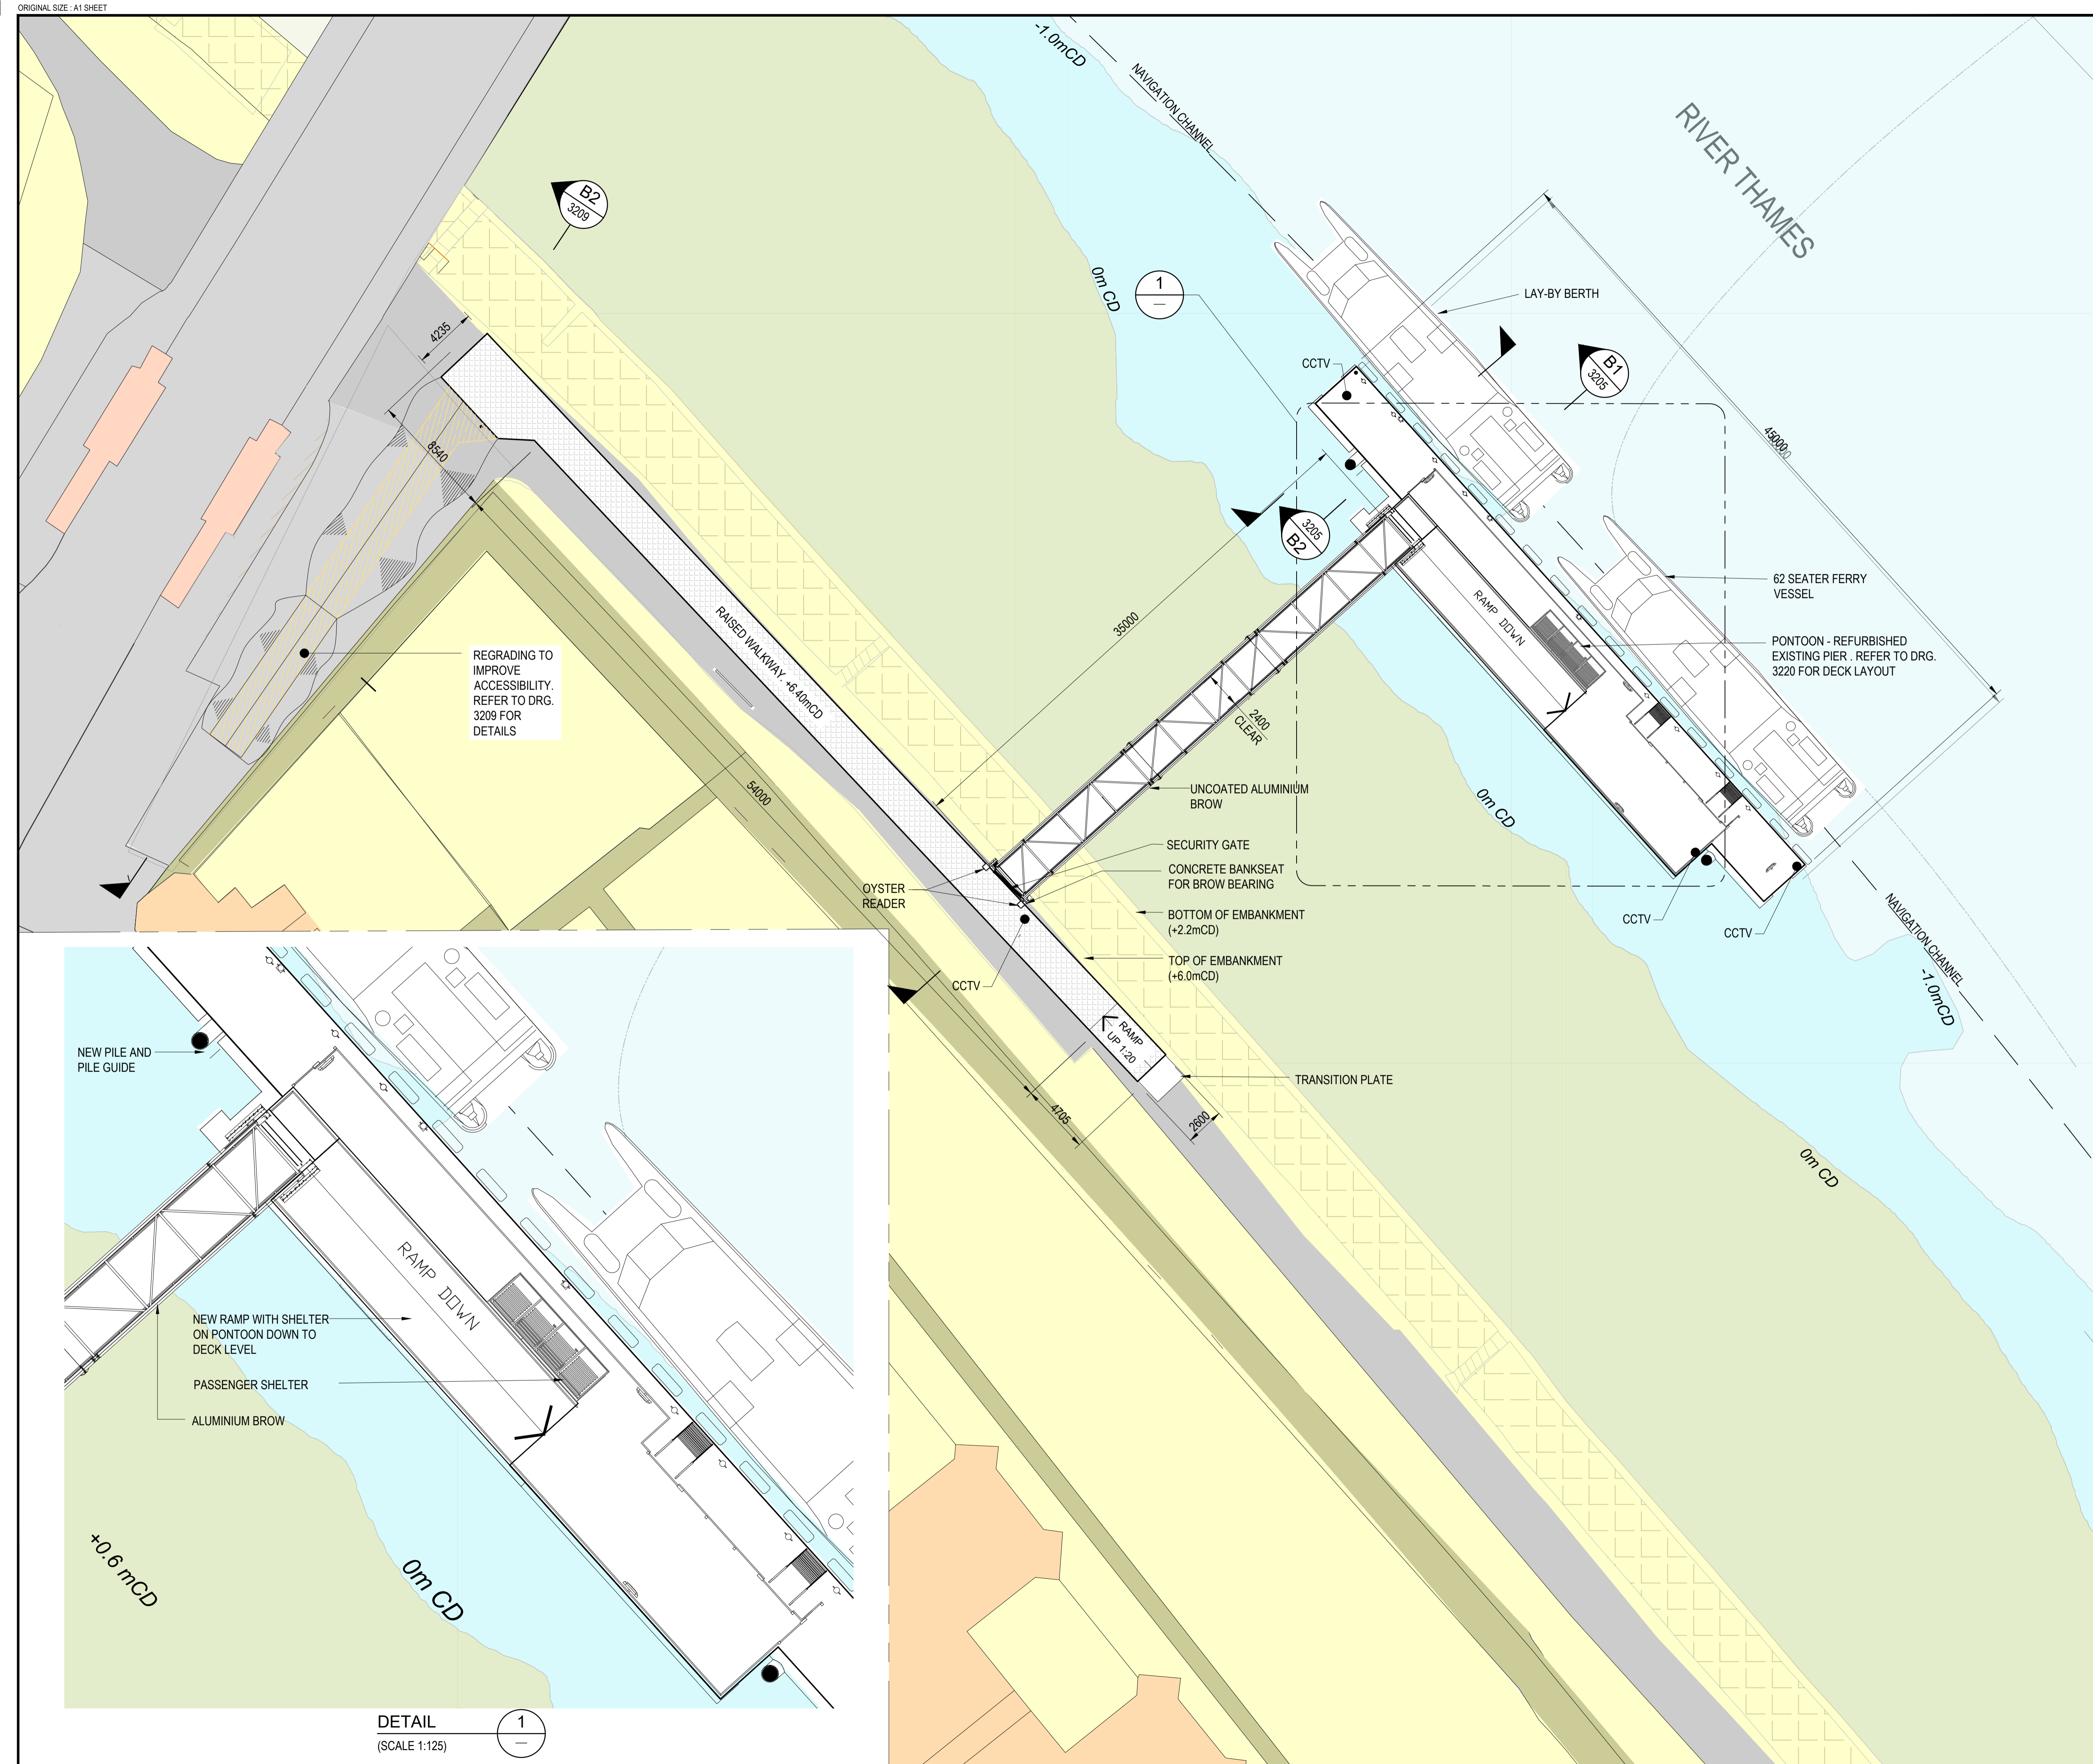 ORIGINAL SIZE : A1 SHEET
-1.0mCD
NAVIGATION CHANNEL
RIVER THAMES
B2
3209
0m CD
1
LAY-BY BERTH
B1
3205
CCTV
4235
8540
45000
3205
B2
62 SEATER FERRY
VESSEL
RAMP DOWN
PONTOON - REFURBISHED
EXISTING PIER . REFER TO DRG.
3220 FOR DECK LAYOUT
35000
RAISED WALKWAY. +6.40mCD
REGRADING TO
IMPROVE
ACCESSIBILITY.
REFER TO DRG.
3209 FOR
DETAILS
2400
CLEAR
54000
UNCOATED ALUMINIUM
BROW
0m CD
SECURITY GATE
CONCRETE BANKSEAT
FOR BROW BEARING
OYSTER
READER
BOTTOM OF EMBANKMENT
(+2.2mCD)
CCTV
CCTV
NAVIGATION CHANNEL
TOP OF EMBANKMENT
(+6.0mCD)
CCTV
-1.0mCD
RAMP
UP 1:20
TRANSITION PLATE
4705
2600
0m CD
NEW PILE AND
PILE GUIDE
RAMP DOWN
NEW RAMP WITH SHELTER
ON PONTOON DOWN TO
DECK LEVEL
PASSENGER SHELTER
ALUMINIUM BROW
+0.6 mCD
0m CD
DETAIL
1
(SCALE 1:125)